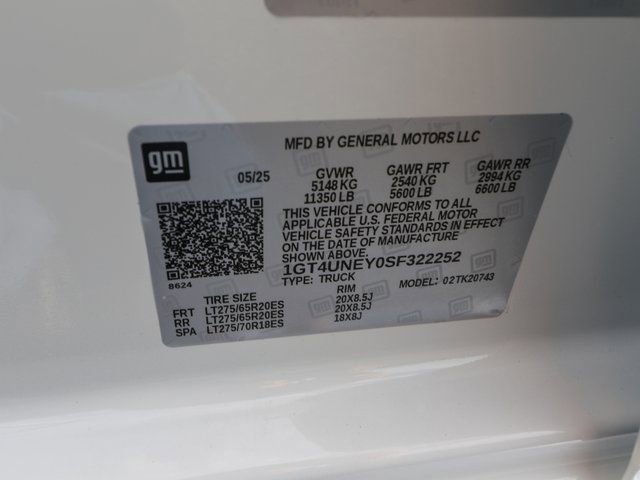 MFD BY GENERAL MOTORS LLC
gm
05/25 GVWR GAWR FRT GAWR RR
5148 KG 2540 KG 2994 KG
11350 LB 5600 LB 6600 LB
THIS VEHICLE CONFORMS TO ALL
APPLICABLE U.S. FEDERAL MOTOR
VEHICLE SAFETY STANDARDS IN EFFECT
ON THE DATE OF MANUFACTURE
SHOWN ABOVE.
1GT4UNEY0SF322252
8624 TYPE: TRUCK MODEL: 02TK20743
TIRE SIZE RIM
FRT LT275/65R20ES 20X8.5J
RR LT275/65R20ES 20X8.5J
SPA LT275/70R18ES 18X8J